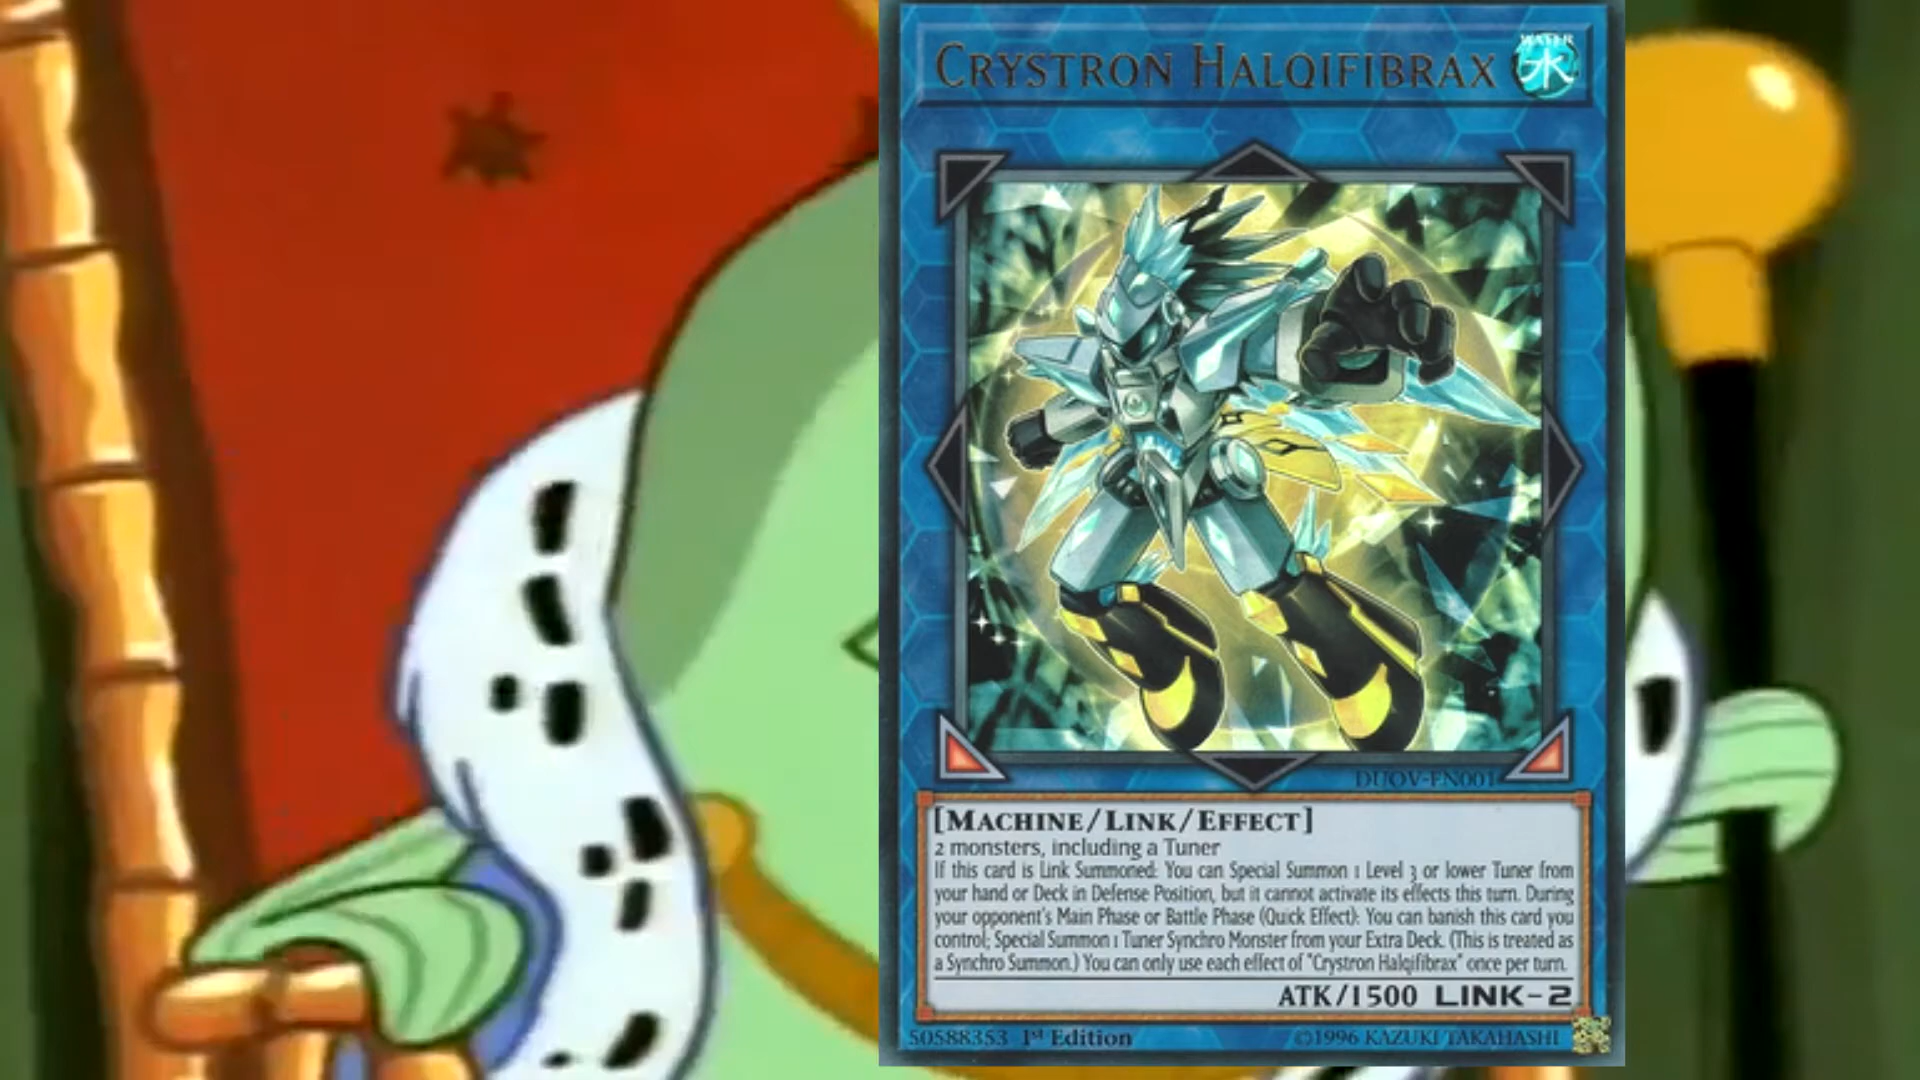 CRYSTRON HALQIFIBRAX
WATER
水
DUOV-EN001
[MACHINE/LINK/EFFECT]
2 monsters, including a Tuner
If this card is Link Summoned: You can Special Summon 1 Level 3 or lower Tuner from
your hand or Deck in Defense Position, but it cannot activate its effects this turn. During
your opponent's Main Phase or Battle Phase (Quick Effect): You can banish this card you
control; Special Summon 1 Tuner Synchro Monster from your Extra Deck. (This is treated as
a Synchro Summon.) You can only use each effect of "Crystron Halqifibrax" once per turn.
ATK/1500 LINK-2
50588353 1st Edition ©1996 KAZUKI TAKAHASHI